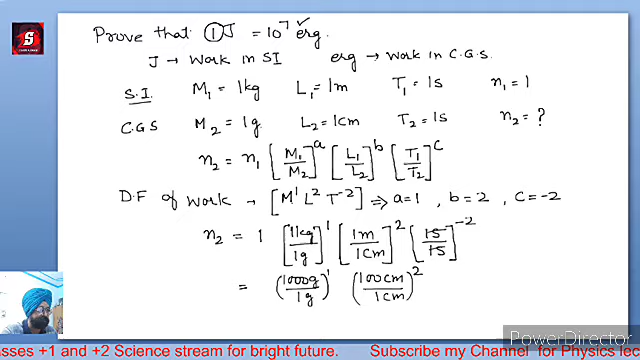 S
Prove that ①J = 10⁷ erg.
J → Work in SI    erg → Work in C.G.S.
S.I    M₁ = 1kg    L₁ = 1m    T₁ = 1s    n₁ = 1
C.G.S    M₂ = 1g    L₂ = 1cm    T₂ = 1s    n₂ = ?
n₂ = n₁ [M₁/M₂]ᵃ [L₁/L₂]ᵇ [T₁/T₂]ᶜ
D.F of work → [M¹ L² T⁻²] ⇒ a=1 , b=2 , c=-2
n₂ = 1 [1kg/1g]¹ [1m/1cm]² [1s/1s]⁻²
= (1000g/1g)¹ (100cm/1cm)²
PowerDirector
asses +1 and +2 Science stream for bright future.    Subscribe my Channel for Physics lec